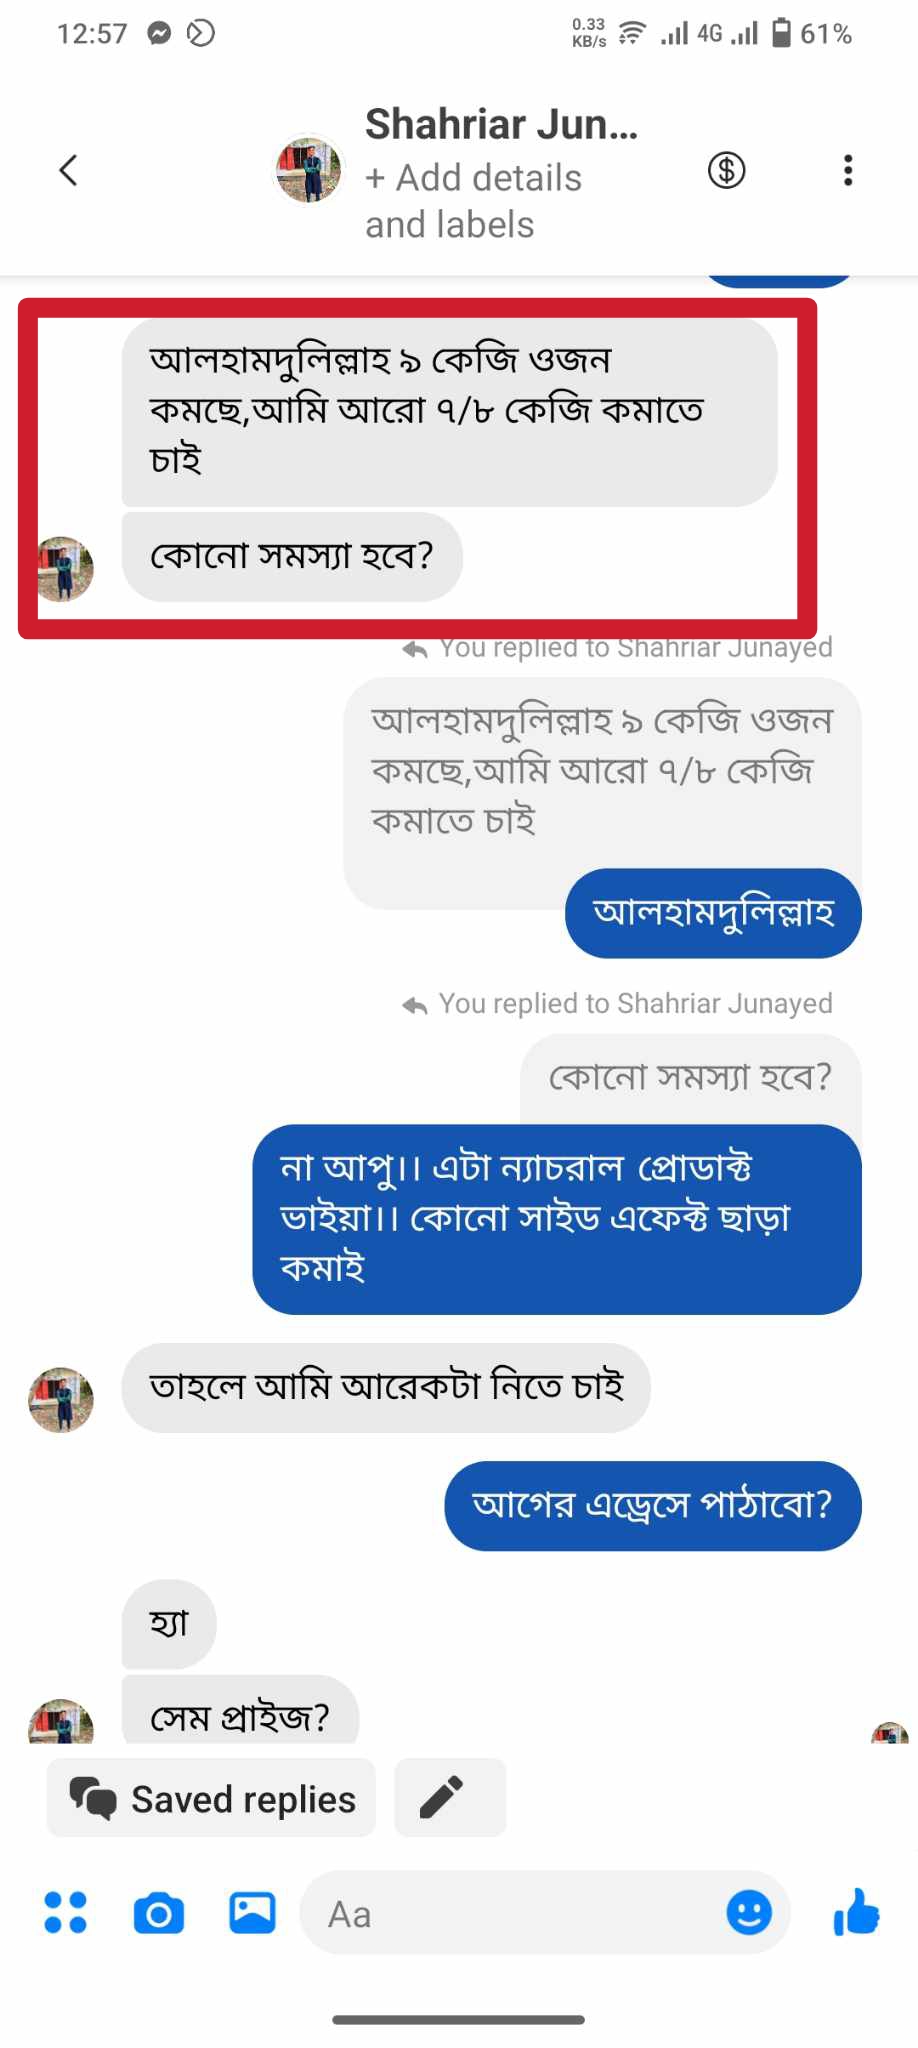 12:57
0.33
KB/s
4G
61%
Shahriar Jun...
+ Add details
and labels
আলহামদুলিল্লাহ ৯ কেজি ওজন
কমছে,আমি আরো ৭/৮ কেজি কমাতে
চাই
কোনো সমস্যা হবে?
You replied to Shahriar Junayed
আলহামদুলিল্লাহ ৯ কেজি ওজন
কমছে,আমি আরো ৭/৮ কেজি
কমাতে চাই
আলহামদুলিল্লাহ
You replied to Shahriar Junayed
কোনো সমস্যা হবে?
না আপু।। এটা ন্যাচরাল প্রোডাক্ট
ভাইয়া।। কোনো সাইড এফেক্ট ছাড়া
কমাই
তাহলে আমি আরেকটা নিতে চাই
আগের এড্রেসে পাঠাবো?
হ্যা
সেম প্রাইজ?
Saved replies
Aa